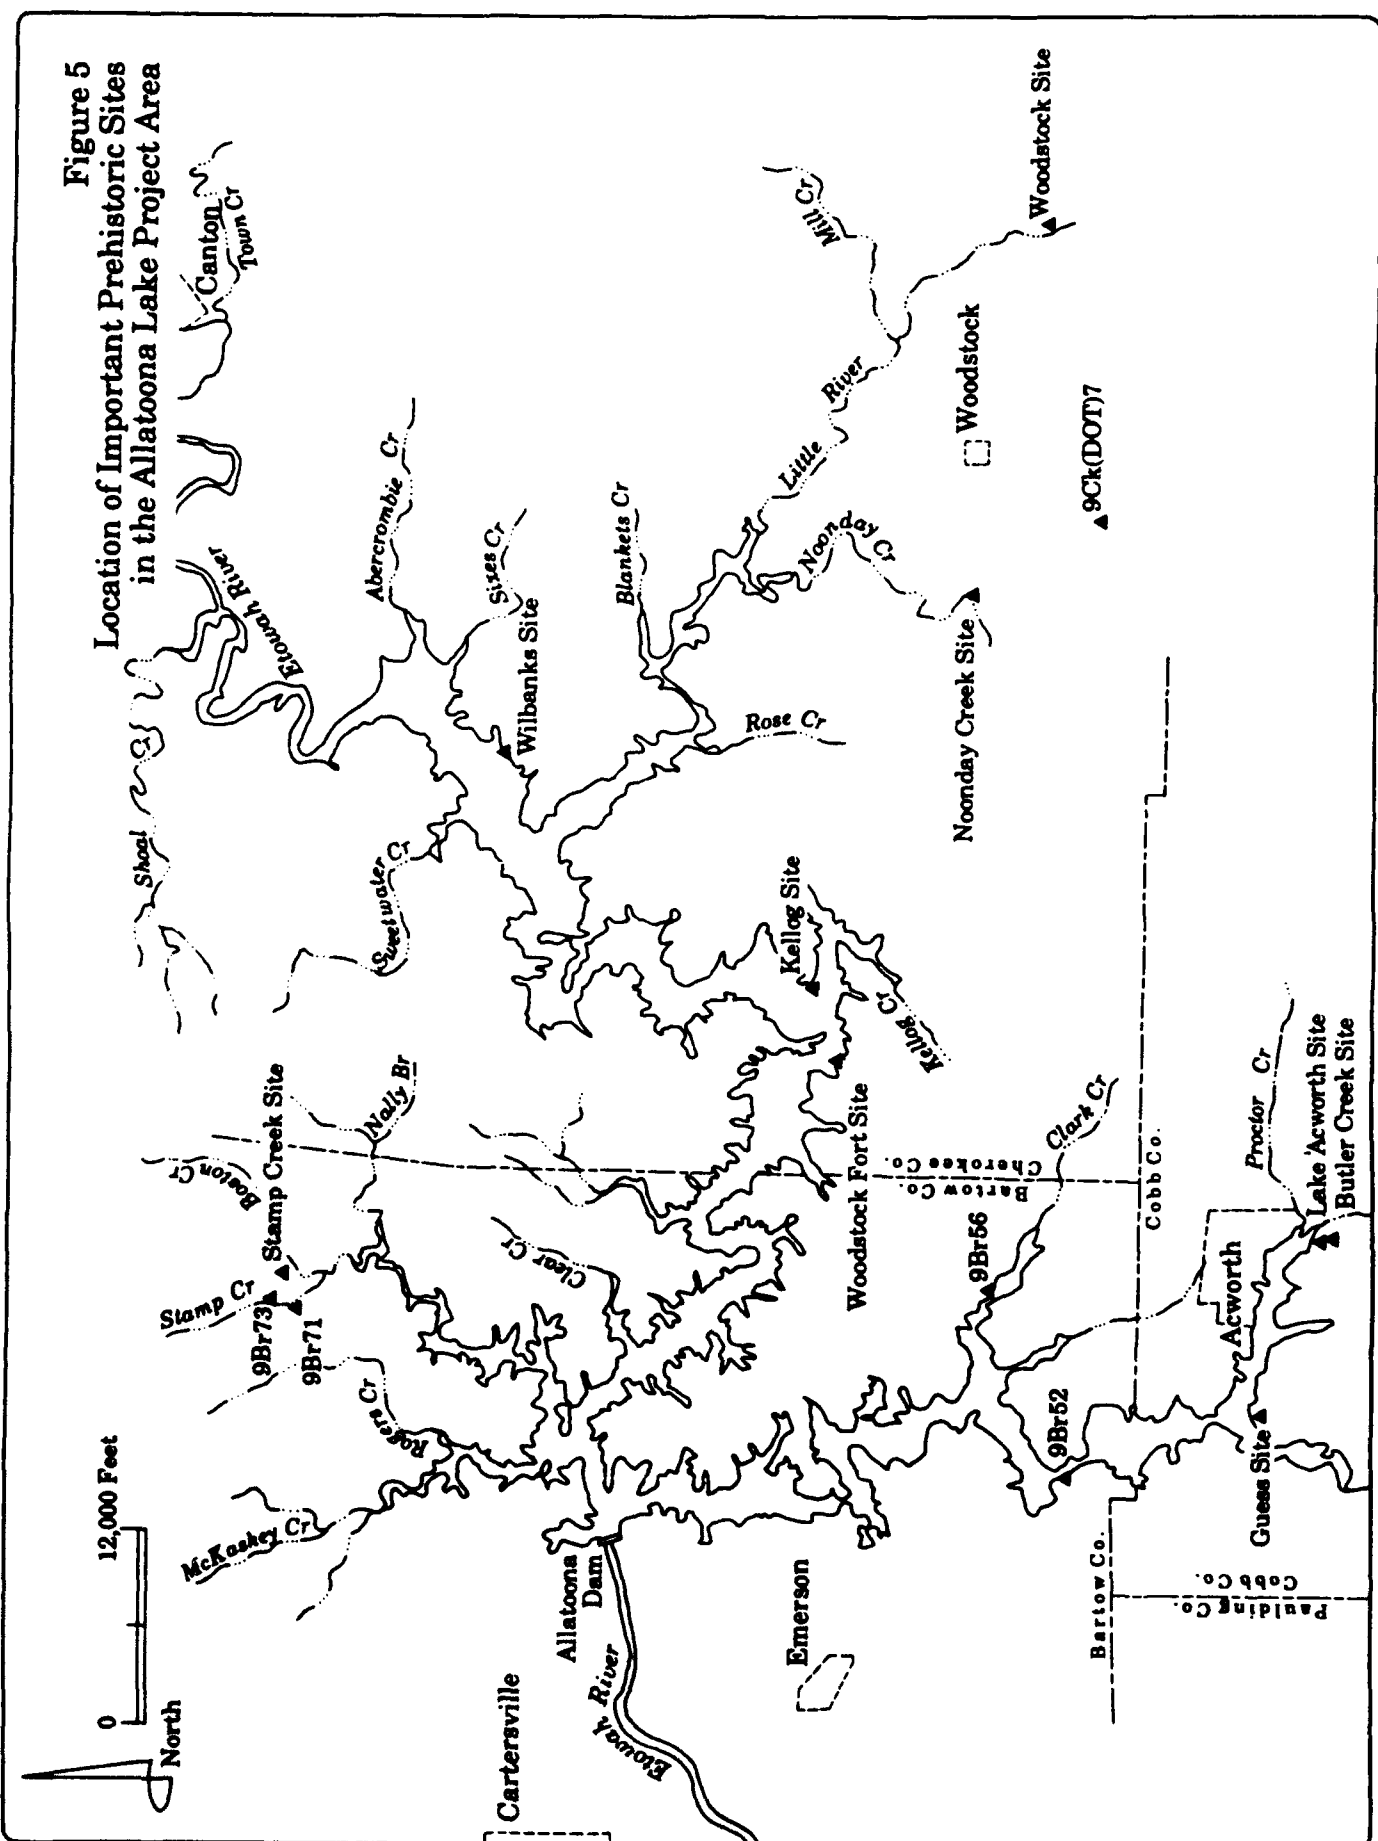 Figure 5
Location of Important Prehistoric Sites
in the Allatoona Lake Project Area
0
12,000 Feet
North
McKaskey Cr
Rogers Cr
Stamp Cr
9Br73
9Br71
Stamp Creek Site
Boston Cr
Nally Br
Shoal
Sweetwater Cr
Etowah River
Canton
Town Cr
Abercrombie Cr
Sixes Cr
Wilbanks Site
Blankets Cr
Rose Cr
Little River
Mill Cr
Noonday Cr
Woodstock Site
Woodstock
9Ck(DOT)7
Noonday Creek Site
Kellog Site
Kellog Cr
Clear Cr
Woodstock Fort Site
Cherokee Co.
Bartow Co.
Clark Cr
Cartersville
Allatoona
Dam
Etowah River
Emerson
9Br56
9Br52
Cobb Co.
Bartow Co.
Paulding Co.
Cobb Co.
Acworth
Guess Site
Proctor Cr
Lake Acworth Site
Butler Creek Site